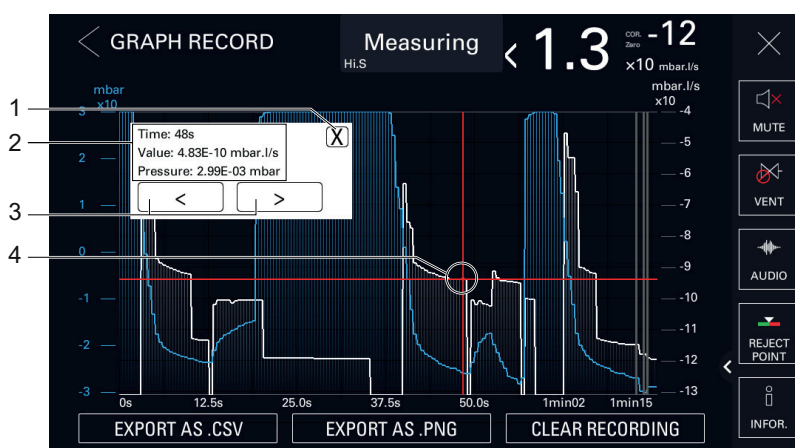 GRAPH RECORD
Measuring
Hi.S
< 1.3
COR.
Zero
x10 -12 mbar.l/s
mbar
x10
mbar.l/s
x10
1
2
3
4
Time: 48s
X
Value: 4.83E-10 mbar.l/s
Pressure: 2.99E-03 mbar
< >
3
2
1
0
-1
-2
-3
-4
-5
-6
-7
-8
-9
-10
-11
-12
-13
0s 12.5s 25.0s 37.5s 50.0s 1min02 1min15
EXPORT AS .CSV
EXPORT AS .PNG
CLEAR RECORDING
MUTE
VENT
AUDIO
REJECT
POINT
<
INFOR.